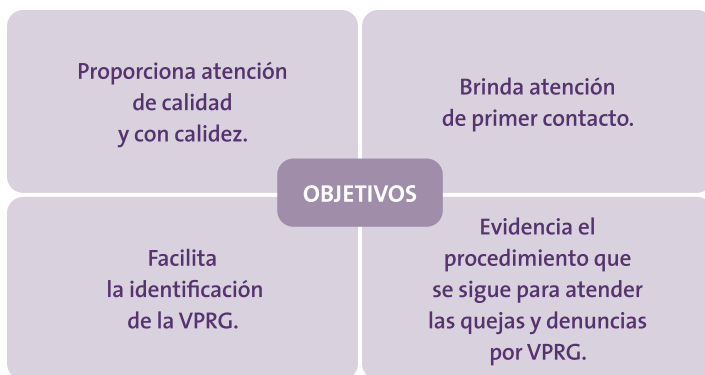 Proporciona atención
de calidad
y con calidez.
Brinda atención
de primer contacto.
OBJETIVOS
Facilita
la identificación
de la VPRG.
Evidencia el
procedimiento que
se sigue para atender
las quejas y denuncias
por VPRG.